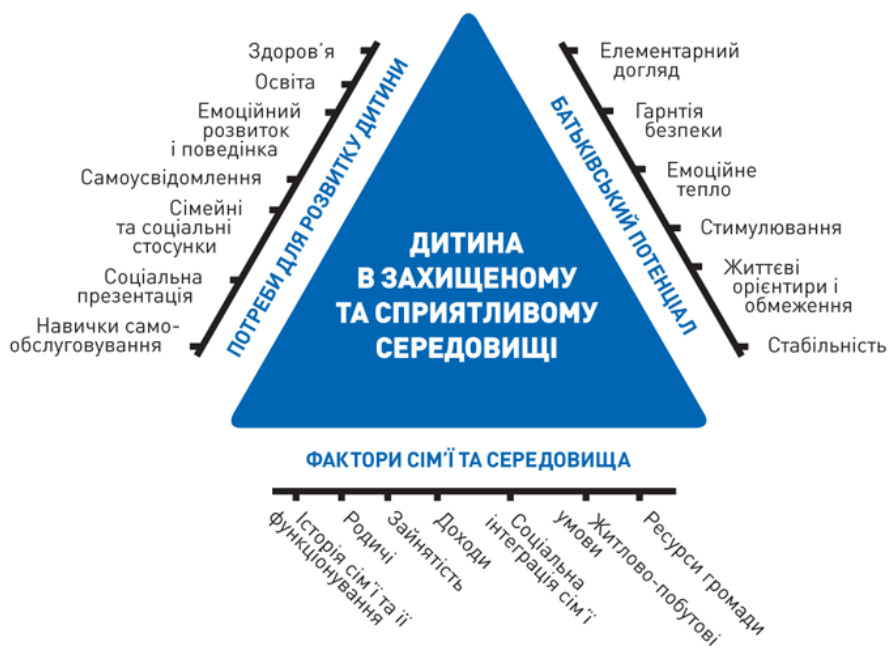 Здоров’я
Освіта
Емоційний
розвиток
і поведінка
Самоусвідомлення
Сімейні
та соціальні
стосунки
Соціальна
презентація
Навички само-
обслуговування
ПОТРЕБИ ДЛЯ РОЗВИТКУ ДИТИНИ
ДИТИНА
В ЗАХИЩЕНОМУ
ТА СПРИЯТЛИВОМУ
СЕРЕДОВИЩІ
БАТЬКІВСЬКИЙ ПОТЕНЦІАЛ
Елементарний
догляд
Гарнтія
безпеки
Емоційне
тепло
Стимулювання
Життєві
орієнтири і
обмеження
Стабільність
ФАКТОРИ СІМ’Ї ТА СЕРЕДОВИЩА
Історія сім’ї та її
функціонування
Родичі
Зайнятість
Доходи
Соціальна
інтеграція сім’ї
Житлово-побутові
умови
Ресурси громади